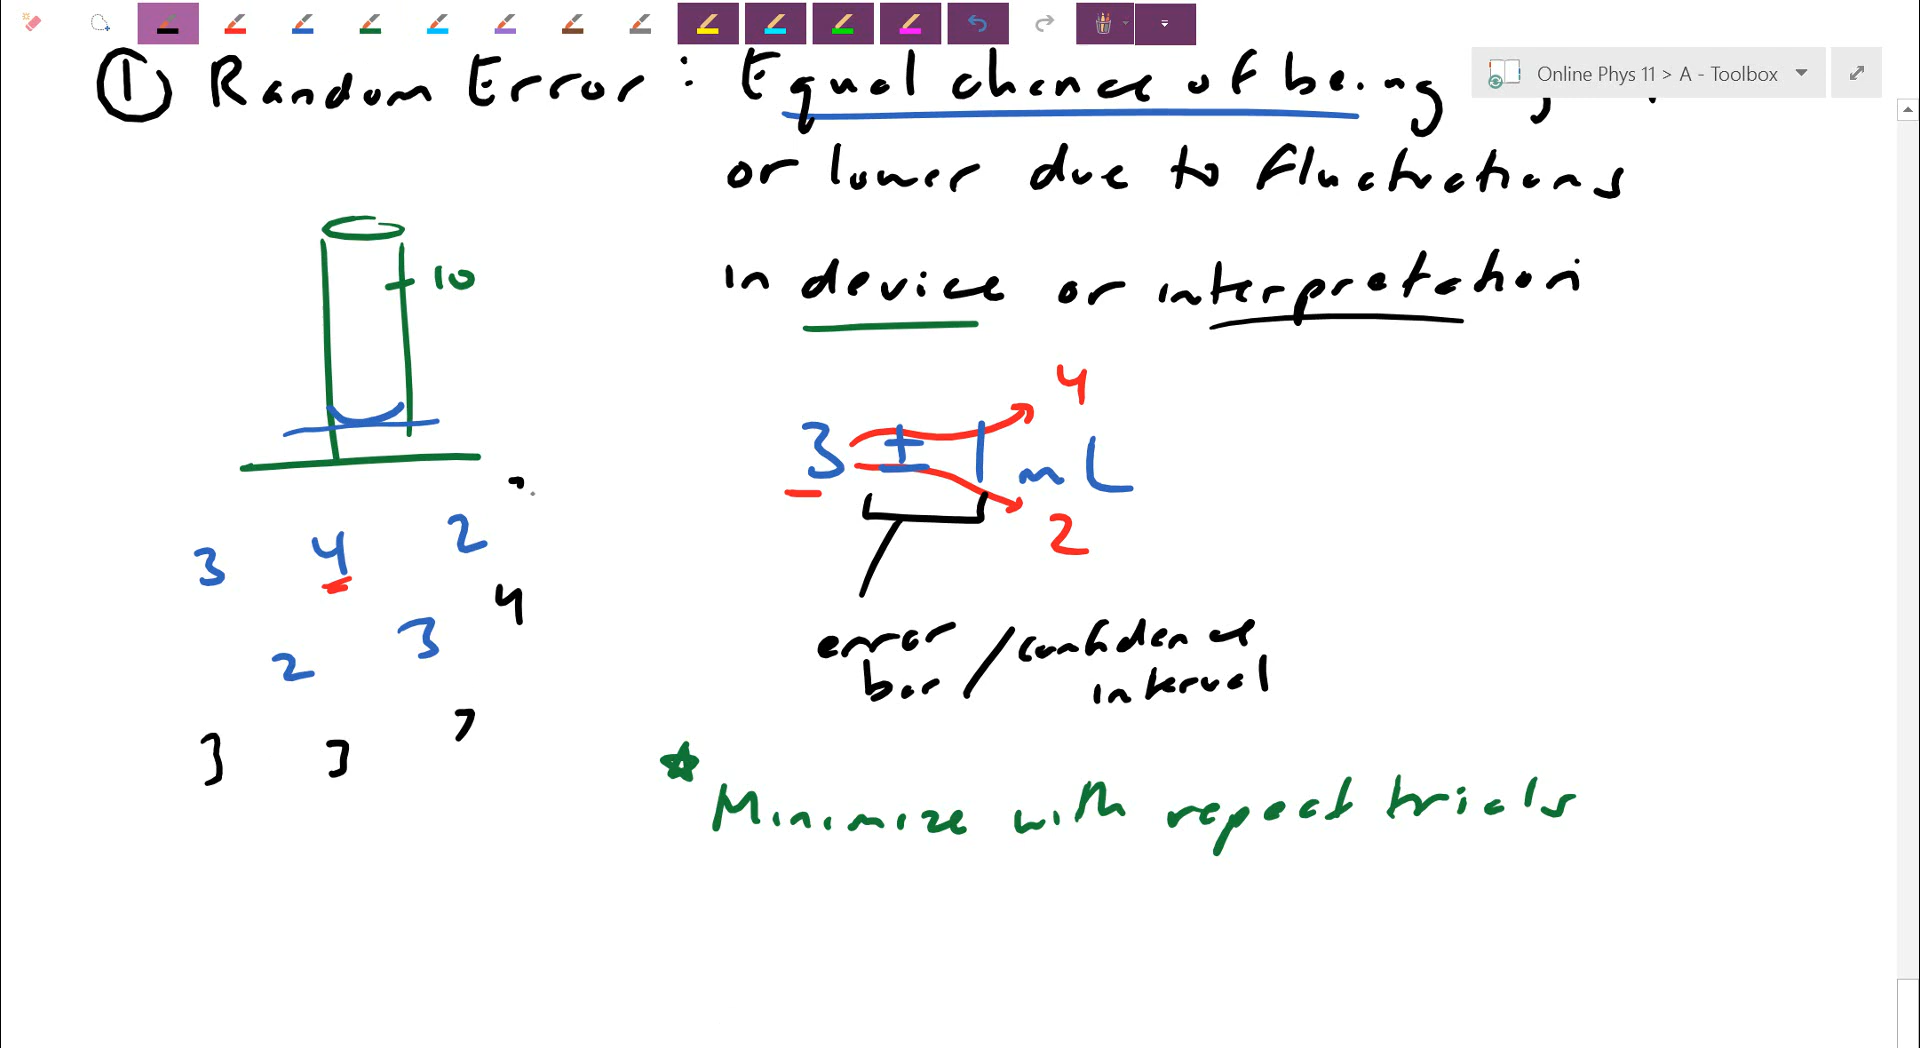 Online Phys 11 > A - Toolbox
① Random Error : Equal chance of being
or lower due to fluctuations
in device or interpretation
10
4
3 ± 1 mL
2
3 4 2
4
2 3
error / confidence
bar interval
3 3
* Minimize with repeat trials